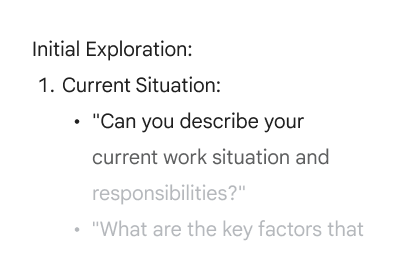 Initial Exploration:
1. Current Situation:
• "Can you describe your
current work situation and
responsibilities?"
• "What are the key factors that